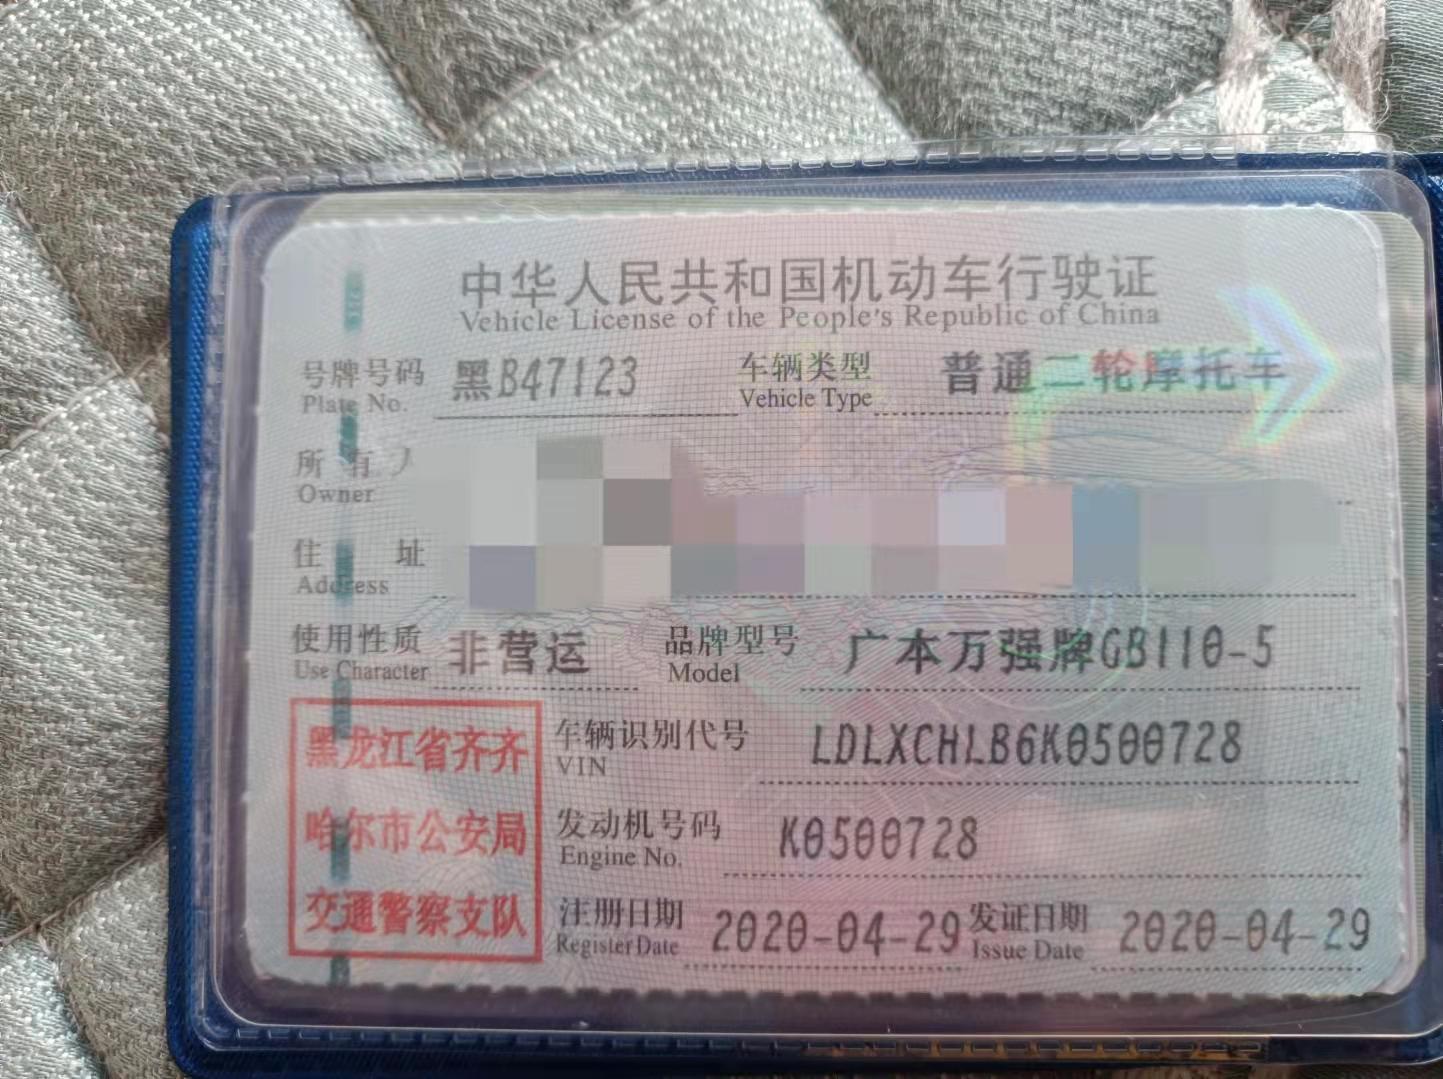 中华人民共和国机动车行驶证
Vehicle License of the People's Republic of China
号牌号码 黑B47123 车辆类型 普通二轮摩托车
Plate No. Vehicle Type
所有人
Owner
住址
Address
使用性质 非营运 品牌型号 广本万强牌GB110-5
Use Character Model
黑龙江省齐齐
哈尔市公安局
交通警察支队
车辆识别代号 LDLXCHLB6K0500728
VIN
发动机号码 K0500728
Engine No.
注册日期 2020-04-29 发证日期 2020-04-29
Register Date Issue Date